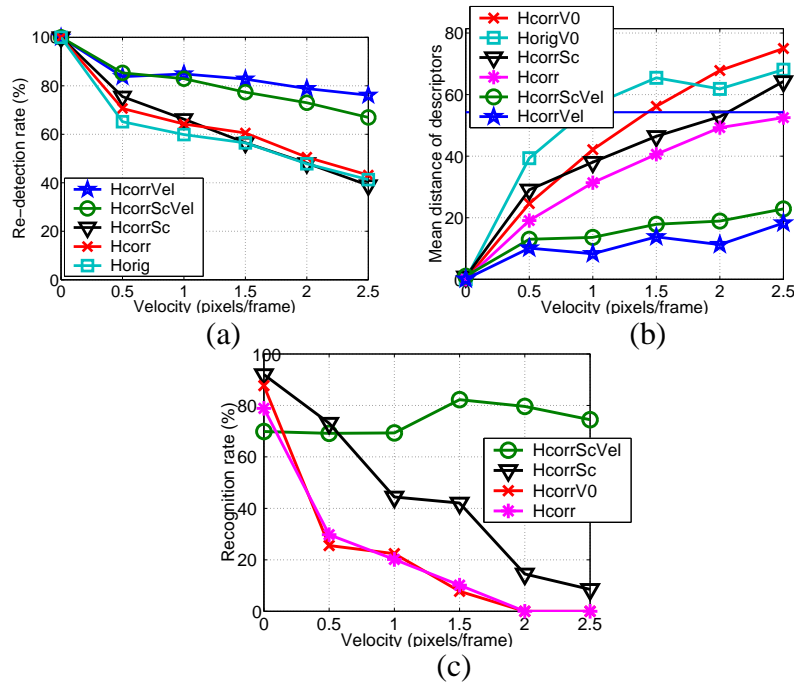 100
80
60
40
20
0
0
0.5
1
1.5
2
2.5
Re−detection rate (%)
Velocity (pixels/frame)
HcorrVel
HcorrScVel
HcorrSc
Hcorr
Horig
(a)
80
60
40
20
0
0
0.5
1
1.5
2
2.5
Mean distance of descriptors
Velocity (pixels/frame)
HcorrV0
HorigV0
HcorrSc
Hcorr
HcorrScVel
HcorrVel
(b)
100
80
60
40
20
0
0
0.5
1
1.5
2
2.5
Recognition rate (%)
Velocity (pixels/frame)
HcorrScVel
HcorrSc
HcorrV0
Hcorr
(c)